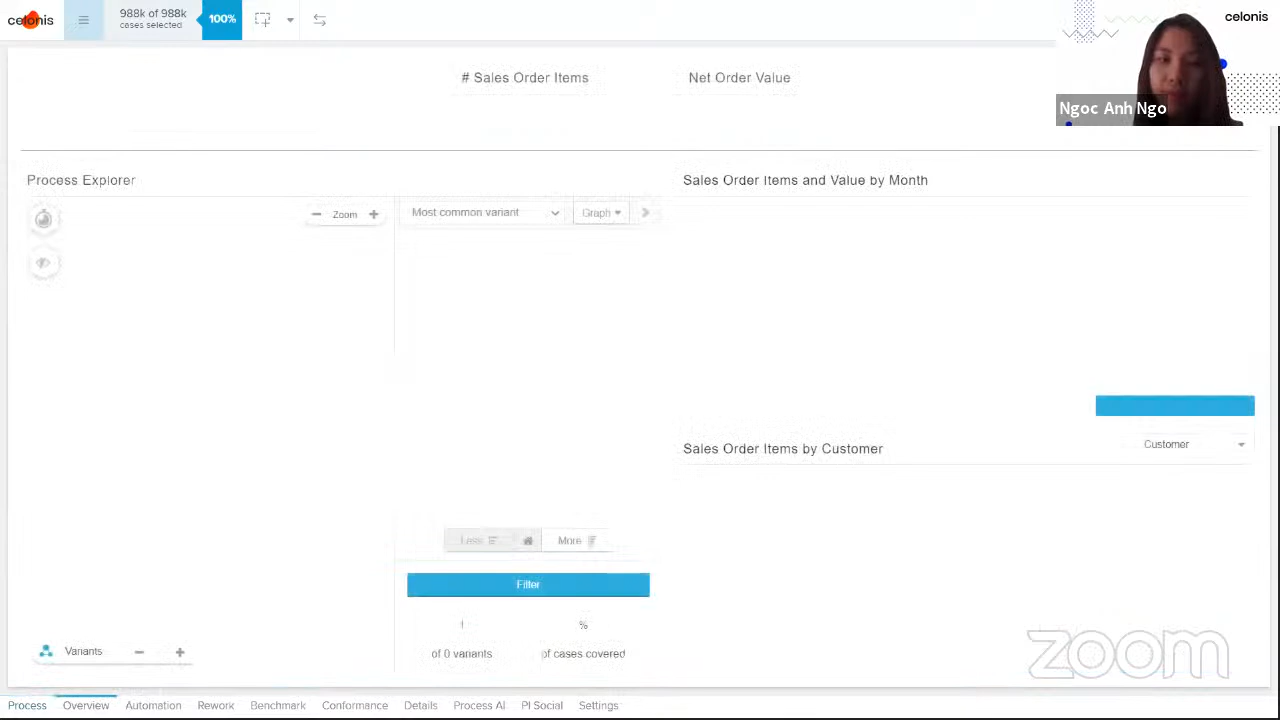 celonis
988k of 988k
cases selected
100%
celonis
Ngoc Anh Ngo
# Sales Order Items
Net Order Value
Process Explorer
Zoom
Most common variant
Graph
Sales Order Items and Value by Month
Sales Order Items by Customer
Customer
Less
More
Filter
%
of 0 variants
of cases covered
Variants
zoom
Process
Overview
Automation
Rework
Benchmark
Conformance
Details
Process AI
PI Social
Settings